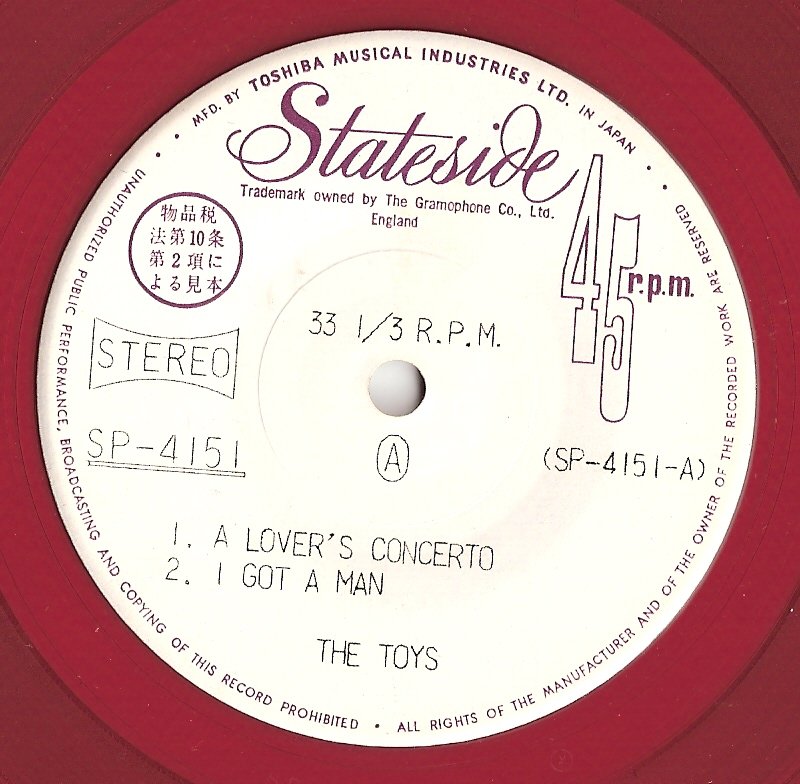 • • MFD. BY TOSHIBA MUSICAL INDUSTRIES LTD. IN JAPAN • •
Stateside
Trademark owned by The Gramophone Co., Ltd.
England
45 r.p.m.
物品税
法第10条
第2項に
よる見本
33 1/3 R.P.M.
STEREO
SP-4151
A
(SP-4151-A)
1. A LOVER'S CONCERTO
2. I GOT A MAN
THE TOYS
UNAUTHORIZED PUBLIC PERFORMANCE, BROADCASTING AND COPYING OF THIS RECORD PROHIBITED • ALL RIGHTS OF THE MANUFACTURER AND OF THE OWNER OF THE RECORDED WORK ARE RESERVED